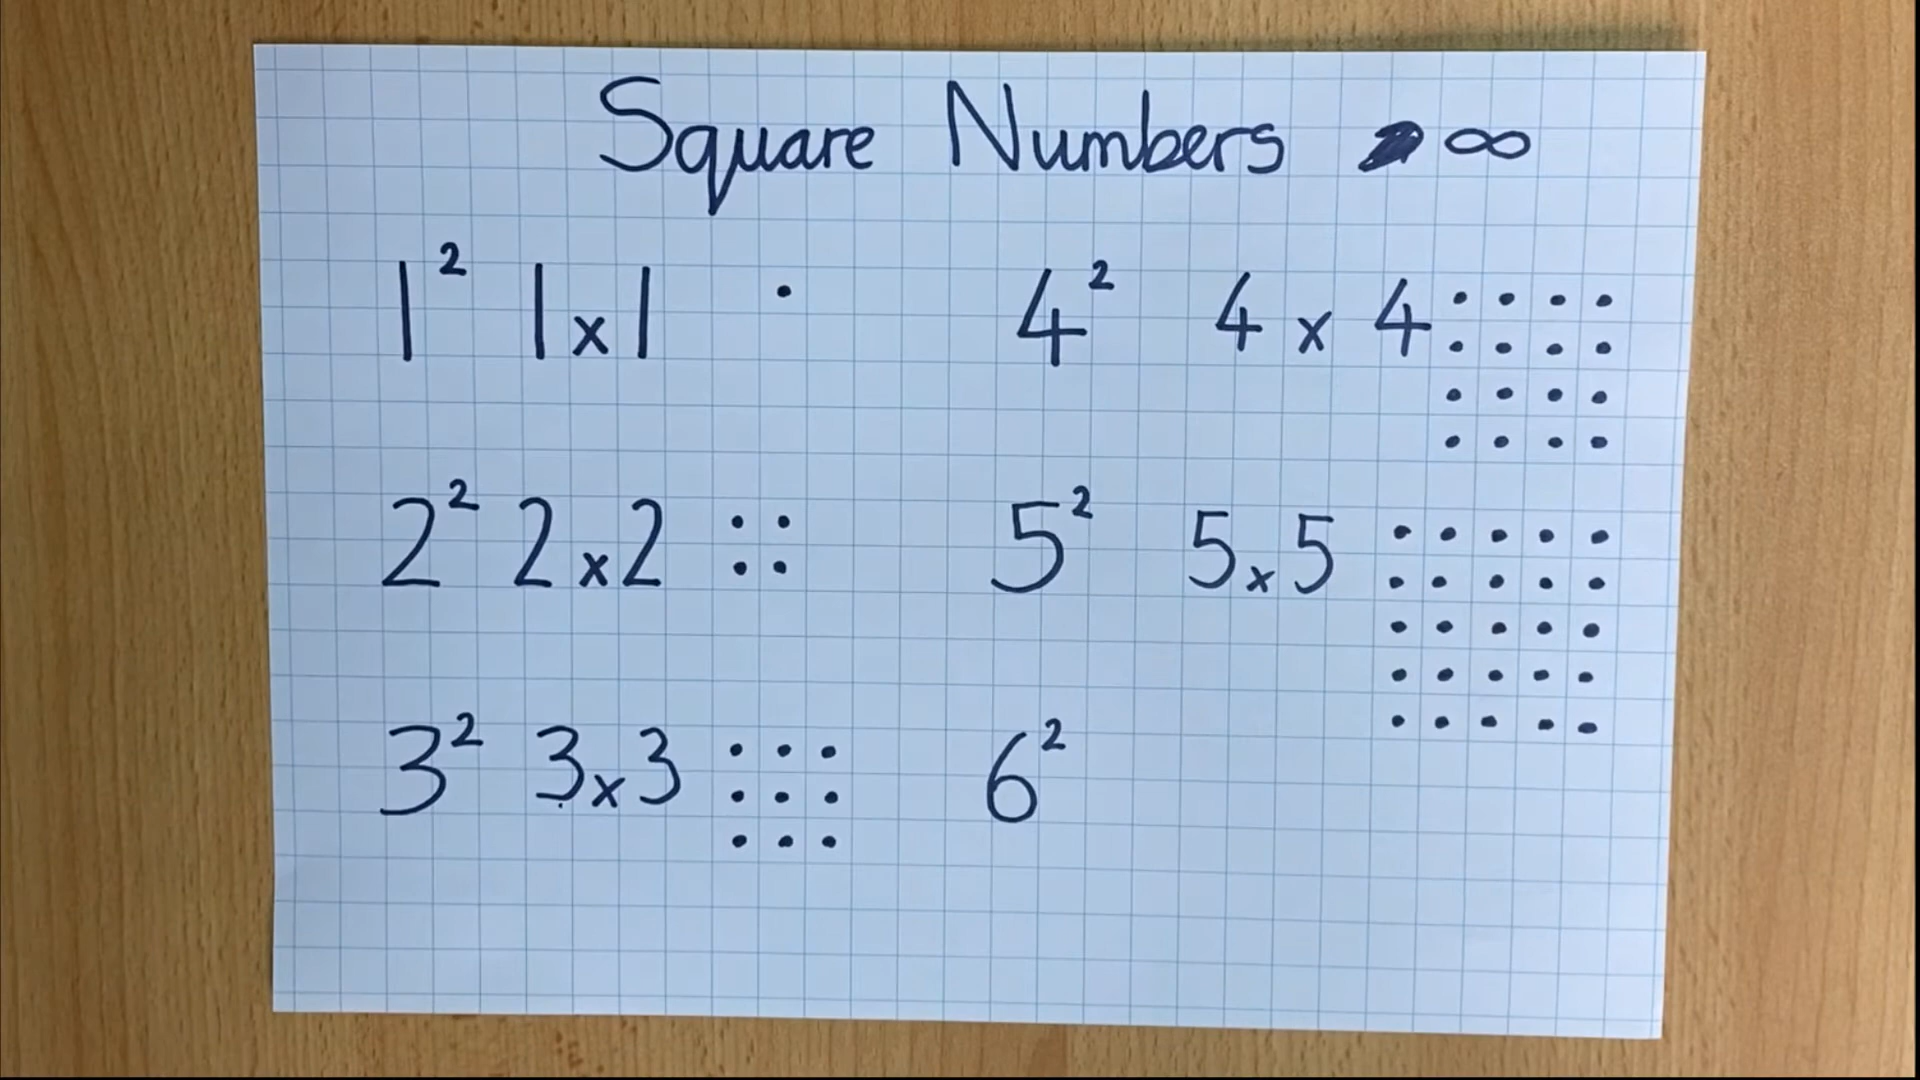 Square Numbers ∞
1² 1x1
4² 4 x 4
2² 2x2
5² 5x5
3² 3x3
6²